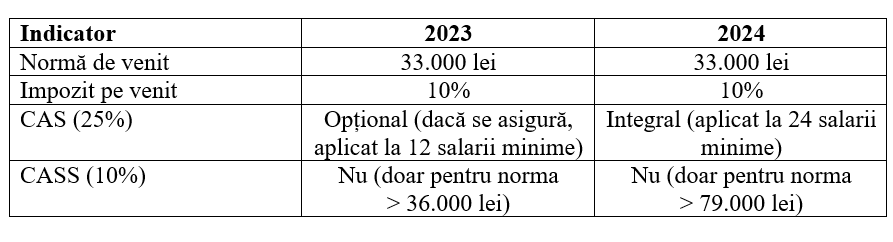 Indicator 2023 2024
Normă de venit 33.000 lei 33.000 lei
Impozit pe venit 10% 10%
CAS (25%) Opțional (dacă se asigură, Integral (aplicat la 24 salarii
aplicat la 12 salarii minime) minime)
CASS (10%) Nu (doar pentru norma Nu (doar pentru norma
> 36.000 lei) > 79.000 lei)